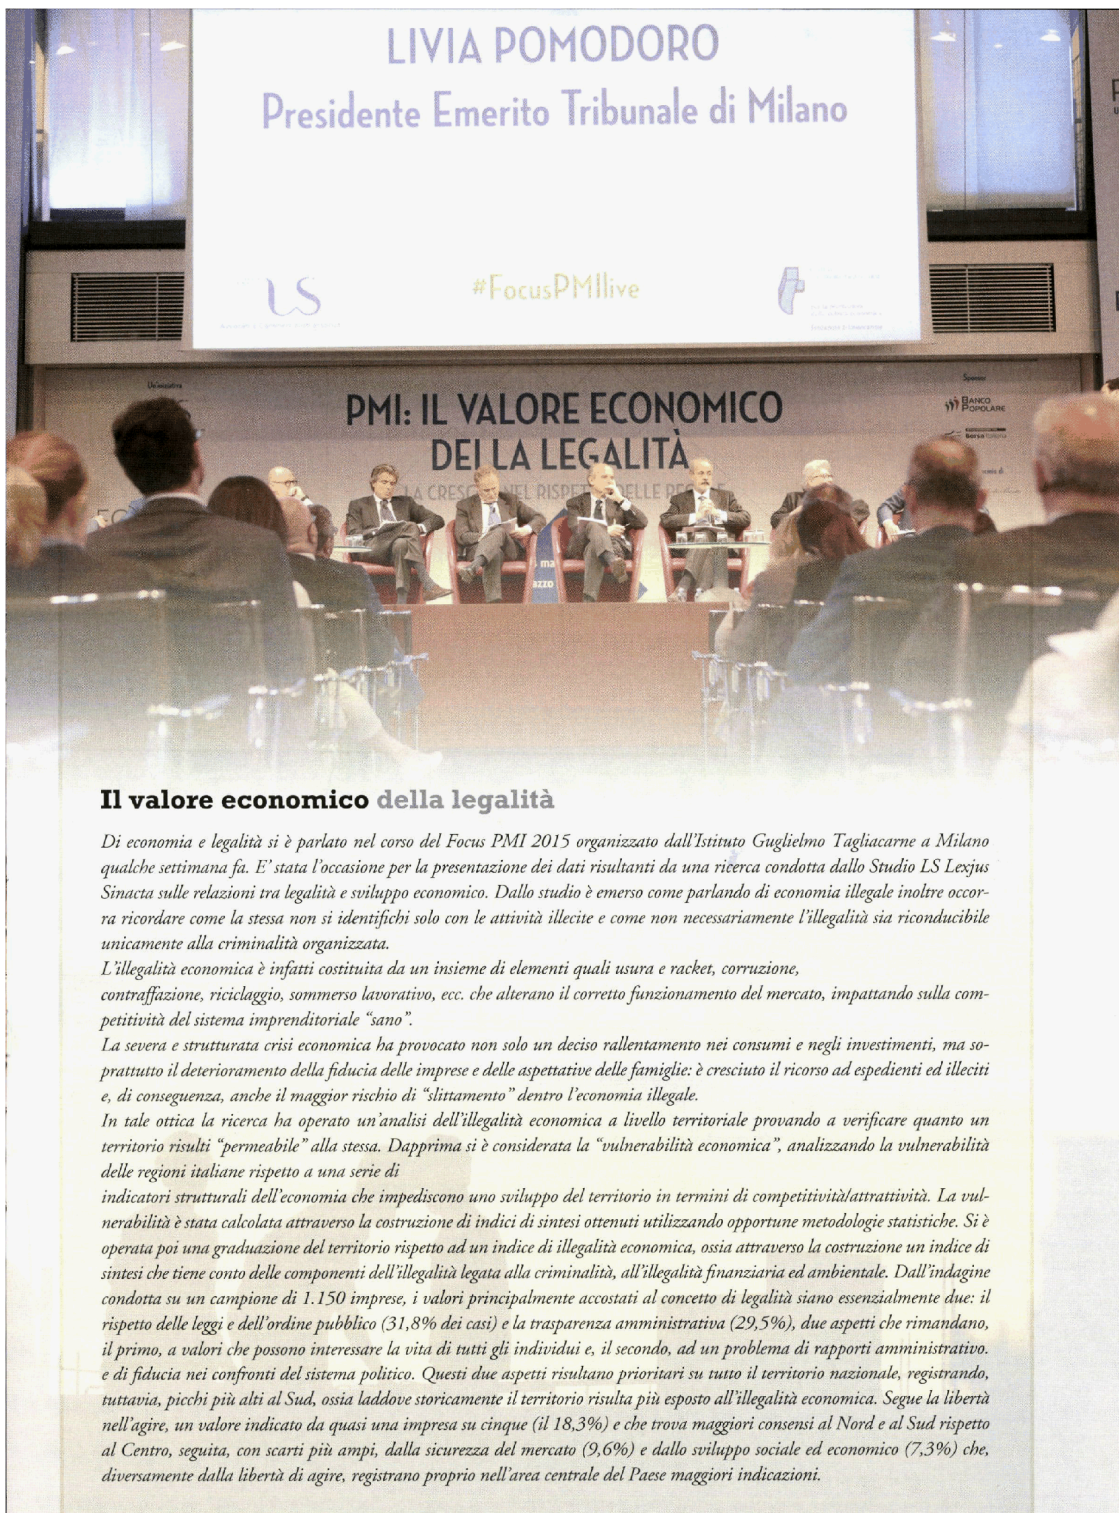 LIVIA POMODORO
Presidente Emerito Tribunale di Milano
LS
#FocusPMIlive
Un'iniziativa
Sponsor
PMI: IL VALORE ECONOMICO
DELLA LEGALITÀ
LA CRESCITA NEL RISPETTO DELLE REGOLE
BANCO
POPOLARE
Borsa Italiana
Il valore economico della legalità
Di economia e legalità si è parlato nel corso del Focus PMI 2015 organizzato dall'Istituto Guglielmo Tagliacarne a Milano
qualche settimana fa. E' stata l'occasione per la presentazione dei dati risultanti da una ricerca condotta dallo Studio LS Lexjus
Sinacta sulle relazioni tra legalità e sviluppo economico. Dallo studio è emerso come parlando di economia illegale inoltre occor-
ra ricordare come la stessa non si identifichi solo con le attività illecite e come non necessariamente l'illegalità sia riconducibile
unicamente alla criminalità organizzata.
L'illegalità economica è infatti costituita da un insieme di elementi quali usura e racket, corruzione,
contraffazione, riciclaggio, sommerso lavorativo, ecc. che alterano il corretto funzionamento del mercato, impattando sulla com-
petitività del sistema imprenditoriale "sano".
La severa e strutturata crisi economica ha provocato non solo un deciso rallentamento nei consumi e negli investimenti, ma so-
prattutto il deterioramento della fiducia delle imprese e delle aspettative delle famiglie: è cresciuto il ricorso ad espedienti ed illeciti
e, di conseguenza, anche il maggior rischio di "slittamento" dentro l'economia illegale.
In tale ottica la ricerca ha operato un'analisi dell'illegalità economica a livello territoriale provando a verificare quanto un
territorio risulti "permeabile" alla stessa. Dapprima si è considerata la "vulnerabilità economica", analizzando la vulnerabilità
delle regioni italiane rispetto a una serie di
indicatori strutturali dell'economia che impediscono uno sviluppo del territorio in termini di competitività/attrattività. La vul-
nerabilità è stata calcolata attraverso la costruzione di indici di sintesi ottenuti utilizzando opportune metodologie statistiche. Si è
operata poi una graduazione del territorio rispetto ad un indice di illegalità economica, ossia attraverso la costruzione un indice di
sintesi che tiene conto delle componenti dell'illegalità legata alla criminalità, all'illegalità finanziaria ed ambientale. Dall'indagine
condotta su un campione di 1.150 imprese, i valori principalmente accostati al concetto di legalità siano essenzialmente due: il
rispetto delle leggi e dell'ordine pubblico (31,8% dei casi) e la trasparenza amministrativa (29,5%), due aspetti che rimandano,
il primo, a valori che possono interessare la vita di tutti gli individui e, il secondo, ad un problema di rapporti amministrativo.
e di fiducia nei confronti del sistema politico. Questi due aspetti risultano prioritari su tutto il territorio nazionale, registrando,
tuttavia, picchi più alti al Sud, ossia laddove storicamente il territorio risulta più esposto all'illegalità economica. Segue la libertà
nell'agire, un valore indicato da quasi una impresa su cinque (il 18,3%) e che trova maggiori consensi al Nord e al Sud rispetto
al Centro, seguita, con scarti più ampi, dalla sicurezza del mercato (9,6%) e dallo sviluppo sociale ed economico (7,3%) che,
diversamente dalla libertà di agire, registrano proprio nell'area centrale del Paese maggiori indicazioni.